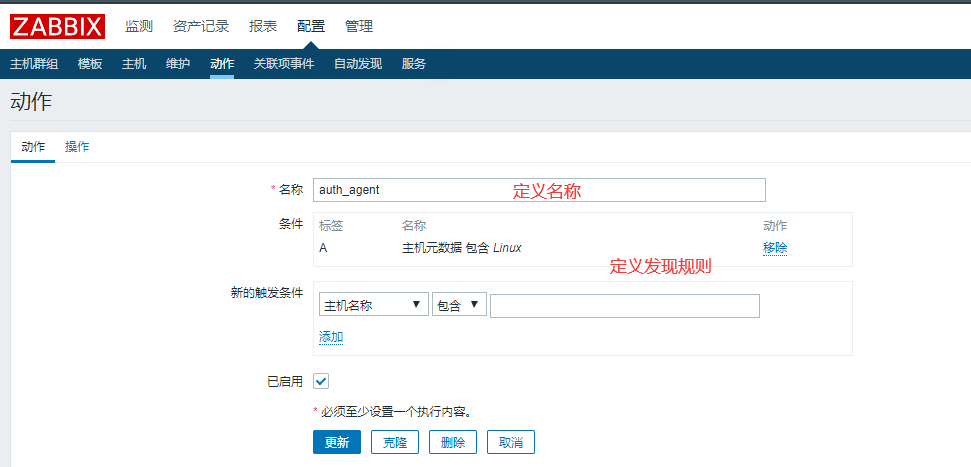 ZABBIX 监测 资产记录 报表 配置 管理
主机群组 模板 主机 维护 动作 关联项事件 自动发现 服务
动作
动作 操作
* 名称 auth_agent 定义名称
条件 标签 名称 动作
A 主机元数据 包含 Linux 移除
定义发现规则
新的触发条件 主机名称 包含
添加
已启用
* 必须至少设置一个执行内容。
更新 克隆 删除 取消